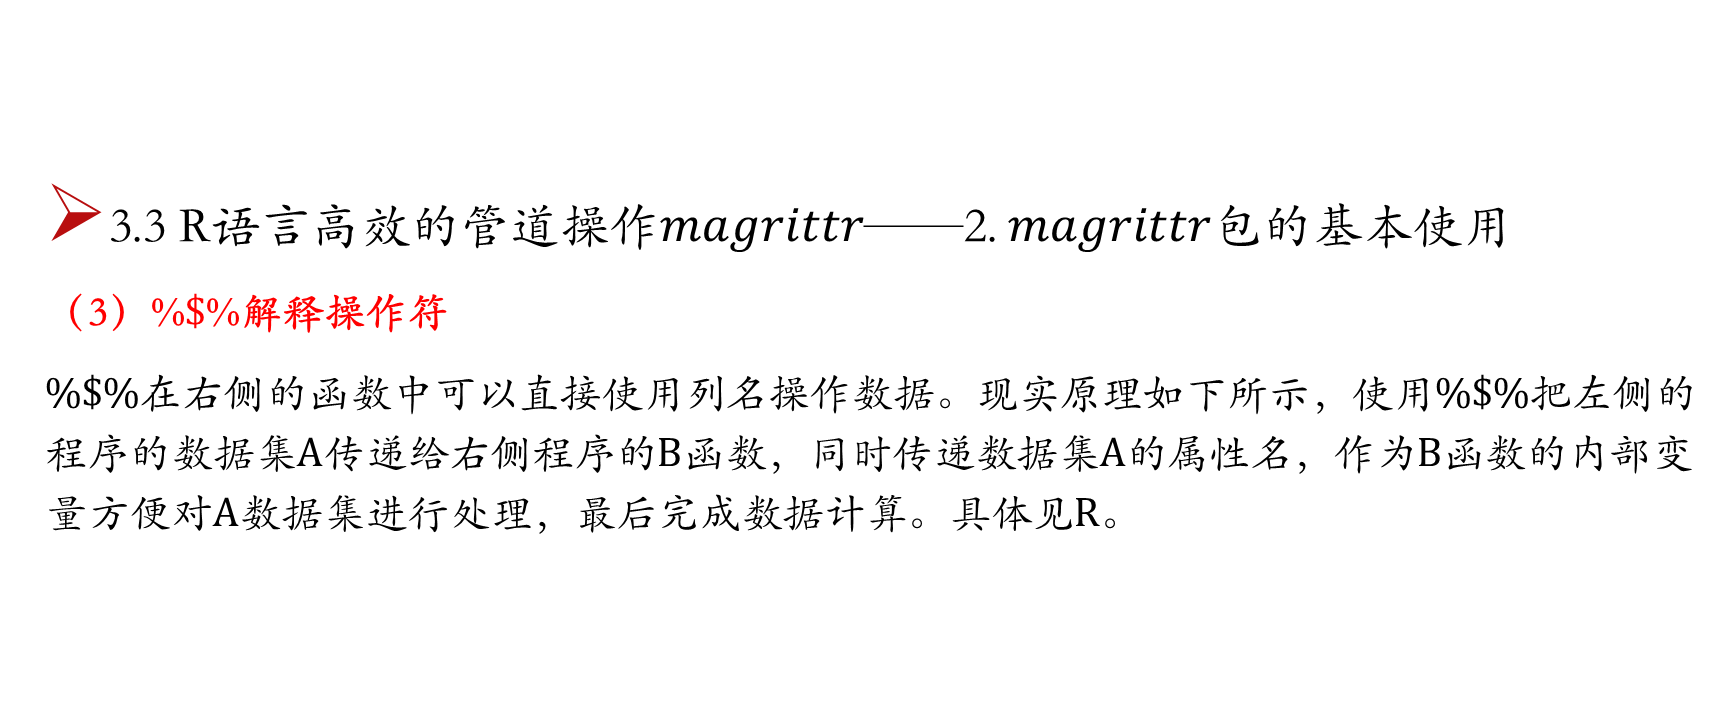 3.3 R语言高效的管道操作magrittr——2. magrittr包的基本使用
（3）%$%解释操作符
%$%在右侧的函数中可以直接使用列名操作数据。现实原理如下所示，使用%$%把左侧的
程序的数据集A传递给右侧程序的B函数，同时传递数据集A的属性名，作为B函数的内部变
量方便对A数据集进行处理，最后完成数据计算。具体见R。